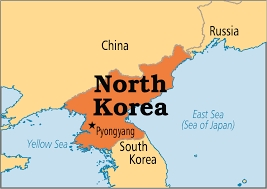 Russia
China
North
Korea
East Sea
(Sea of Japan)
Pyongyang
Yellow Sea
South
Korea